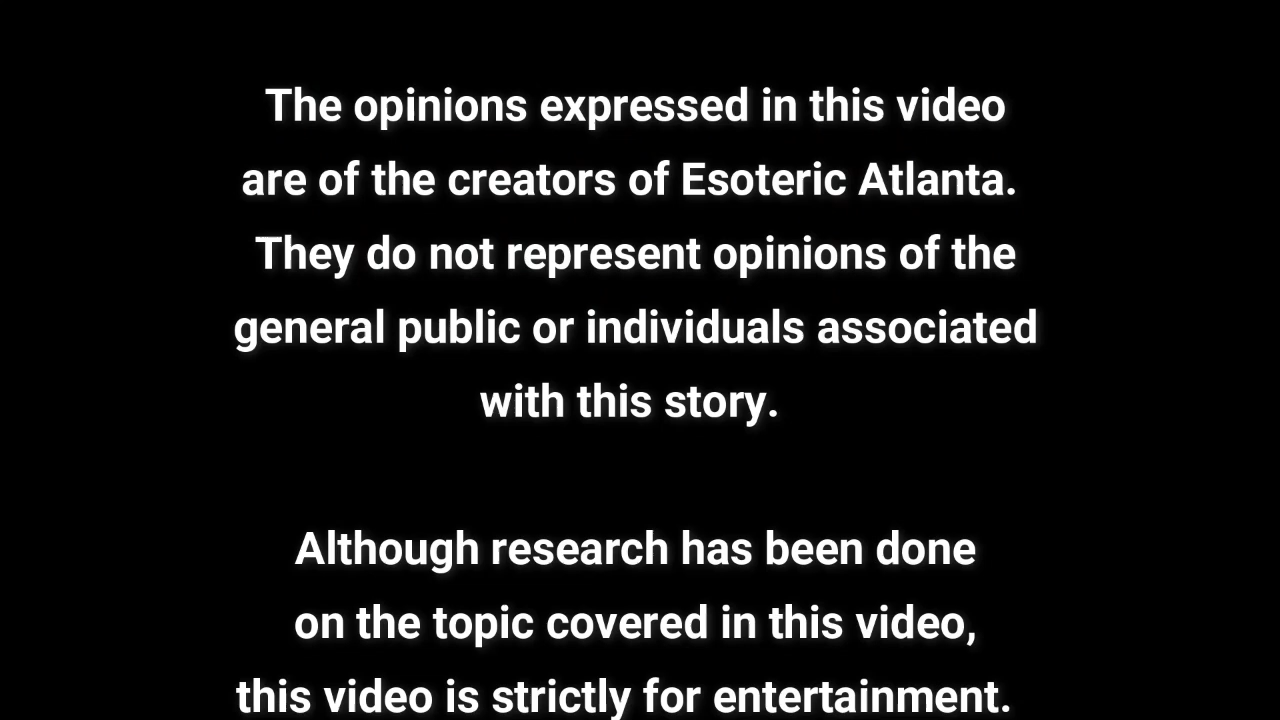 The opinions expressed in this video
are of the creators of Esoteric Atlanta.
They do not represent opinions of the
general public or individuals associated
with this story.
Although research has been done
on the topic covered in this video,
this video is strictly for entertainment.